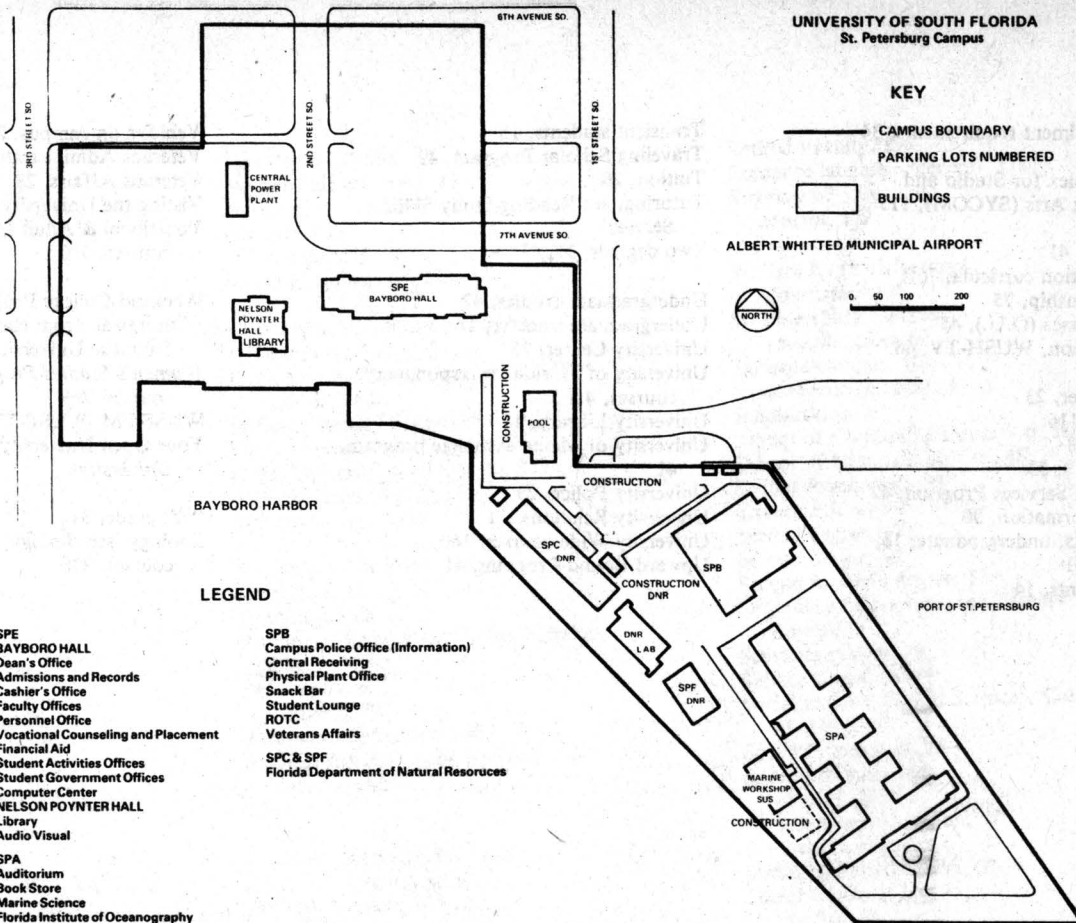 UNIVERSITY OF SOUTH FLORIDA
St. Petersburg Campus
KEY
CAMPUS BOUNDARY
PARKING LOTS NUMBERED
BUILDINGS
ALBERT WHITTED MUNICIPAL AIRPORT
NORTH
0 50 100 200
6TH AVENUE SO.
3RD STREET SO.
2ND STREET SO.
1ST STREET SO.
CENTRAL
POWER
PLANT
7TH AVENUE SO.
SPE
BAYBORO HALL
NELSON
POYNTER
HALL
LIBRARY
CONSTRUCTION
POOL
CONSTRUCTION
BAYBORO HARBOR
SPC
DNR
SPB
CONSTRUCTION
DNR
DNR
LAB
SPF
DNR
PORT OF ST. PETERSBURG
SPA
MARINE
WORKSHOP
SUS
CONSTRUCTION
LEGEND
SPE
BAYBORO HALL
Dean's Office
Admissions and Records
Cashier's Office
Faculty Offices
Personnel Office
Vocational Counseling and Placement
Financial Aid
Student Activities Offices
Student Government Offices
Computer Center
NELSON POYNTER HALL
Library
Audio Visual
SPA
Auditorium
Book Store
Marine Science
Florida Institute of Oceanography
SPB
Campus Police Office (Information)
Central Receiving
Physical Plant Office
Snack Bar
Student Lounge
ROTC
Veterans Affairs
SPC & SPF
Florida Department of Natural Resoruces